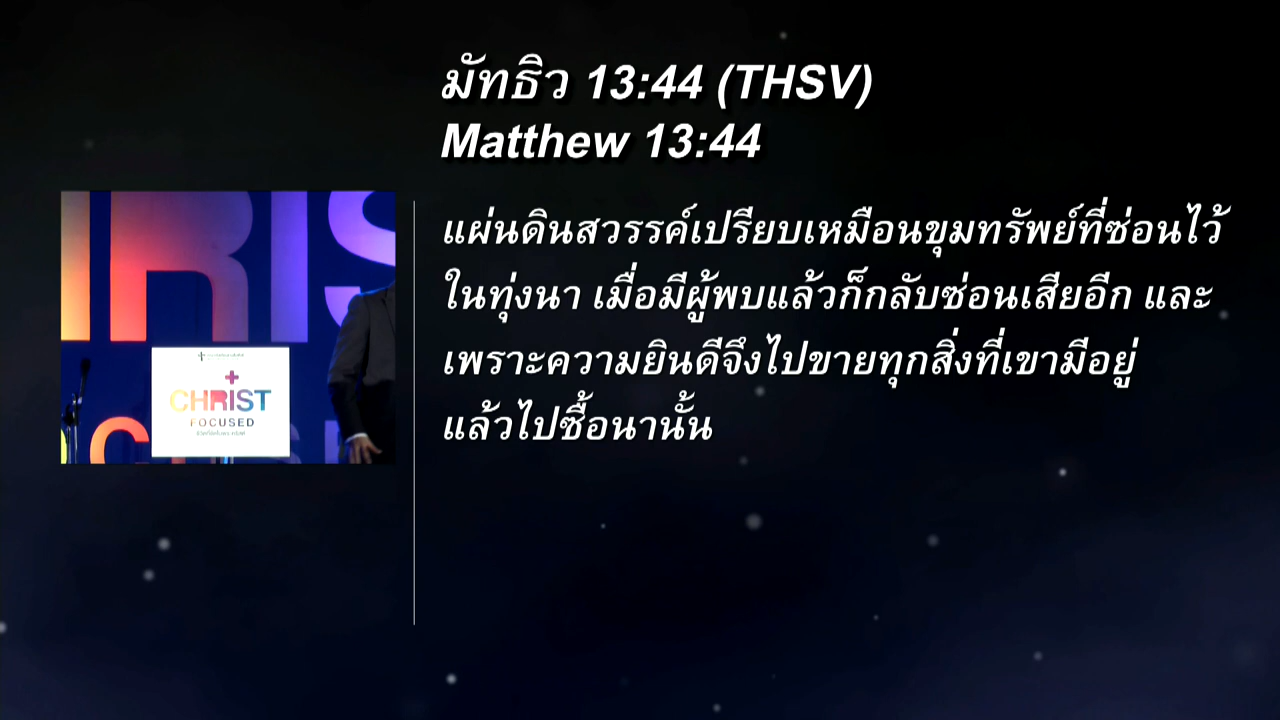 มัทธิว 13:44 (THSV)
Matthew 13:44
แผ่นดินสวรรค์เปรียบเหมือนขุมทรัพย์ที่ซ่อนไว้
ในทุ่งนา เมื่อมีผู้พบแล้วก็กลับซ่อนเสียอีก และ
เพราะความยินดีจึงไปขายทุกสิ่งที่เขามีอยู่
แล้วไปซื้อนานั้น
IRIS
CHRIST
FOCUSED